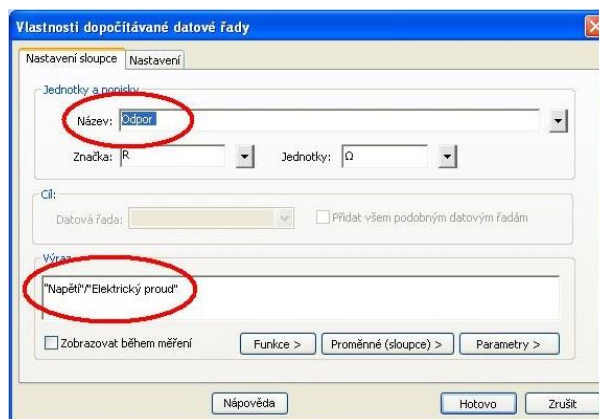 Vlastnosti dopočítávané datové řady
Nastavení sloupce Nastavení
Jednotky a popisky
Název: Odpor
Značka: R Jednotky: Ω
Cíl:
Datová řada: Přidat všem podobným datovým řadám
Výraz
"Napětí"/"Elektrický proud"
Zobrazovat během měření Funkce > Proměnné (sloupce) > Parametry >
Nápověda Hotovo Zrušit